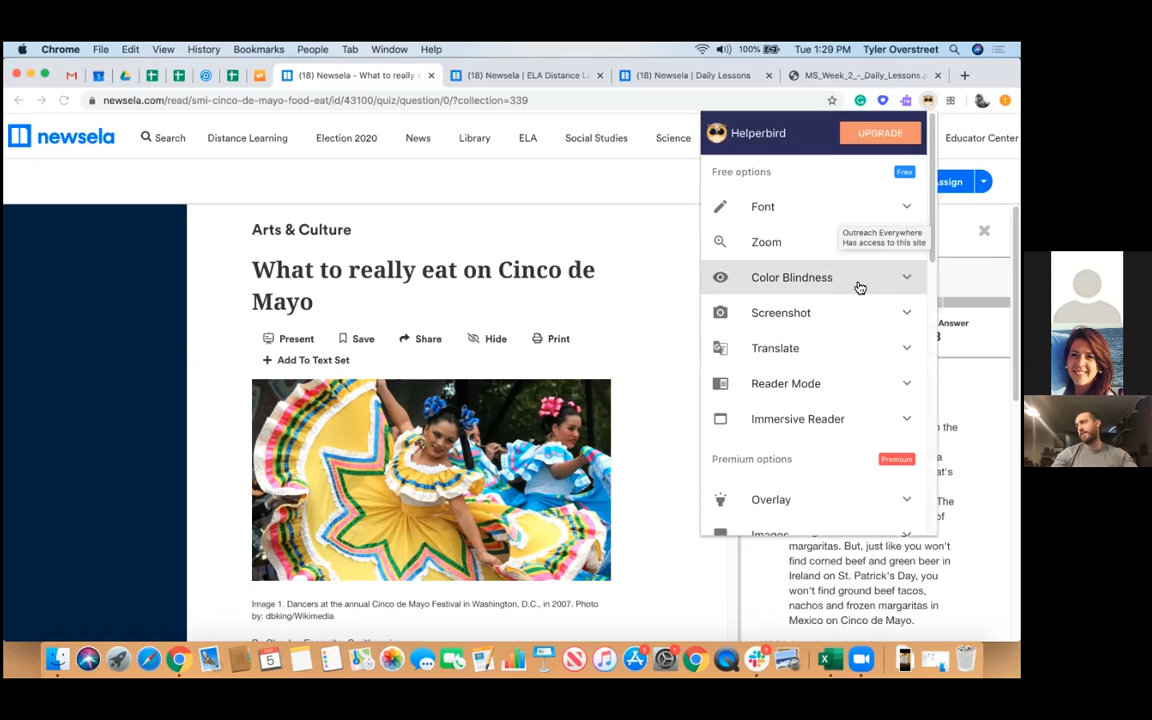 Chrome File Edit View History Bookmarks People Tab Window Help 100% Tue 1:29 PM Tyler Overstreet
(18) Newsela - What to really (18) Newsela | ELA Distance L (18) Newsela | Daily Lessons MS_Week_2_-_Daily_Lessons.p
newsela.com/read/smi-cinco-de-mayo-food-eat/id/43100/quiz/question/0/?collection=339
newsela Search Distance Learning Election 2020 News Library ELA Social Studies Science Educator Center
Helperbird UPGRADE
Free options Free
Font
Zoom
Outreach Everywhere
Has access to this site
Color Blindness
Screenshot
Translate
Reader Mode
Immersive Reader
Premium options Premium
Overlay
Images
Assign
Answer
Arts & Culture
What to really eat on Cinco de
Mayo
Present Save Share Hide Print
Add To Text Set
Image 1. Dancers at the annual Cinco de Mayo Festival in Washington, D.C., in 2007. Photo
by: dbking/Wikimedia
n the
a
at's
The
of
margaritas. But, just like you won't
find corned beef and green beer in
Ireland on St. Patrick's Day, you
won't find ground beef tacos,
nachos and frozen margaritas in
Mexico on Cinco de Mayo.